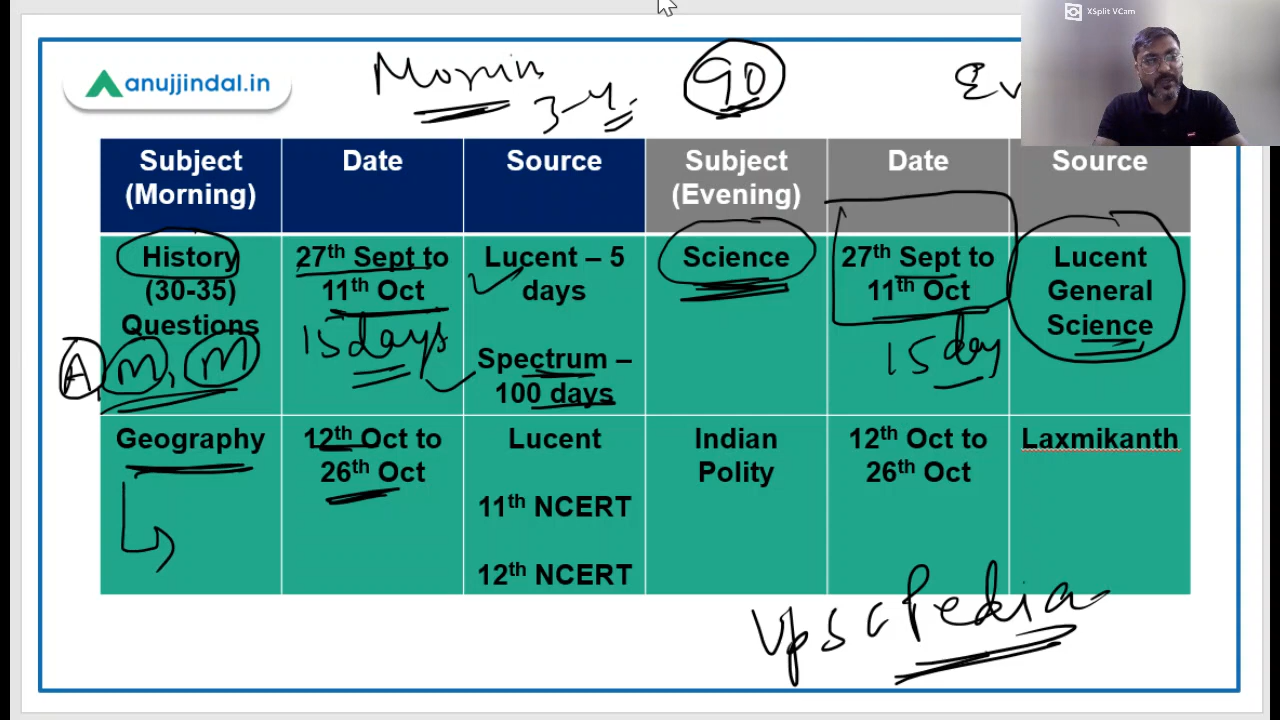 XSplit VCam
anujjindal.in
Mornin
3-4
90
Ev
Subject
(Morning)
Date
Source
Subject
(Evening)
Date
Source
History
(30-35)
Questions
A, m, m
27th Sept to
11th Oct
15 days
Lucent – 5
days
Spectrum –
100 days
Science
27th Sept to
11th Oct
15 day
Lucent
General
Science
Geography
12th Oct to
26th Oct
Lucent
11th NCERT
12th NCERT
Indian
Polity
12th Oct to
26th Oct
Laxmikanth
Upsc Pedia